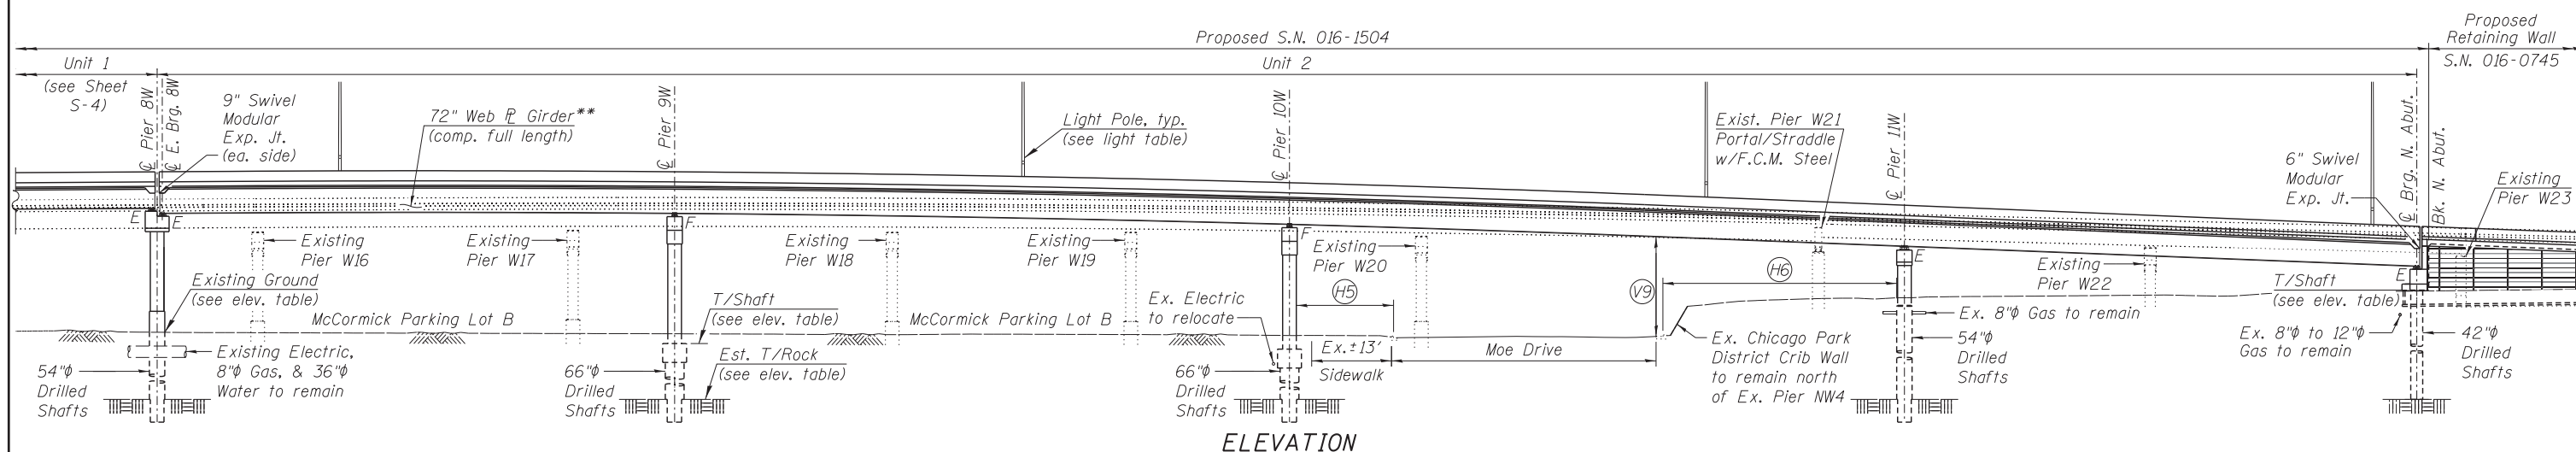 Proposed S.N. 016-1504
Proposed
Retaining Wall
S.N. 016-0745
Unit 1
(see Sheet
S-4)
Unit 2
℄ Pier 8W
℄ E. Brg. 8W
9" Swivel
Modular
Exp. Jt.
(ea. side)
72" Web ℙL Girder**
(comp. full length)
℄ Pier 9W
Light Pole, typ.
(see light table)
℄ Pier 10W
Exist. Pier W21
Portal/Straddle
w/F.C.M. Steel
℄ Pier 11W
6" Swivel
Modular
Exp. Jt.
℄ Brg. N. Abut.
Bk. N. Abut.
Existing
Pier W23
E
E
F
F
E
E
Existing
Pier W16
Existing
Pier W17
Existing
Pier W18
Existing
Pier W19
Existing
Pier W20
Existing
Pier W22
H5
V9
H6
Existing Ground
(see elev. table)
McCormick Parking Lot B
T/Shaft
(see elev. table)
McCormick Parking Lot B
Ex. Electric
to relocate
T/Shaft
(see elev. table)
Existing Electric,
8"ϕ Gas, & 36"ϕ
Water to remain
54"ϕ
Drilled
Shafts
Est. T/Rock
(see elev. table)
66"ϕ
Drilled
Shafts
66"ϕ
Drilled
Shafts
Ex.±13'
Sidewalk
Moe Drive
Ex. Chicago Park
District Crib Wall
to remain north
of Ex. Pier NW4
Ex. 8"ϕ Gas to remain
54"ϕ
Drilled
Shafts
Ex. 8"ϕ to 12"ϕ
Gas to remain
42"ϕ
Drilled
Shafts
ELEVATION